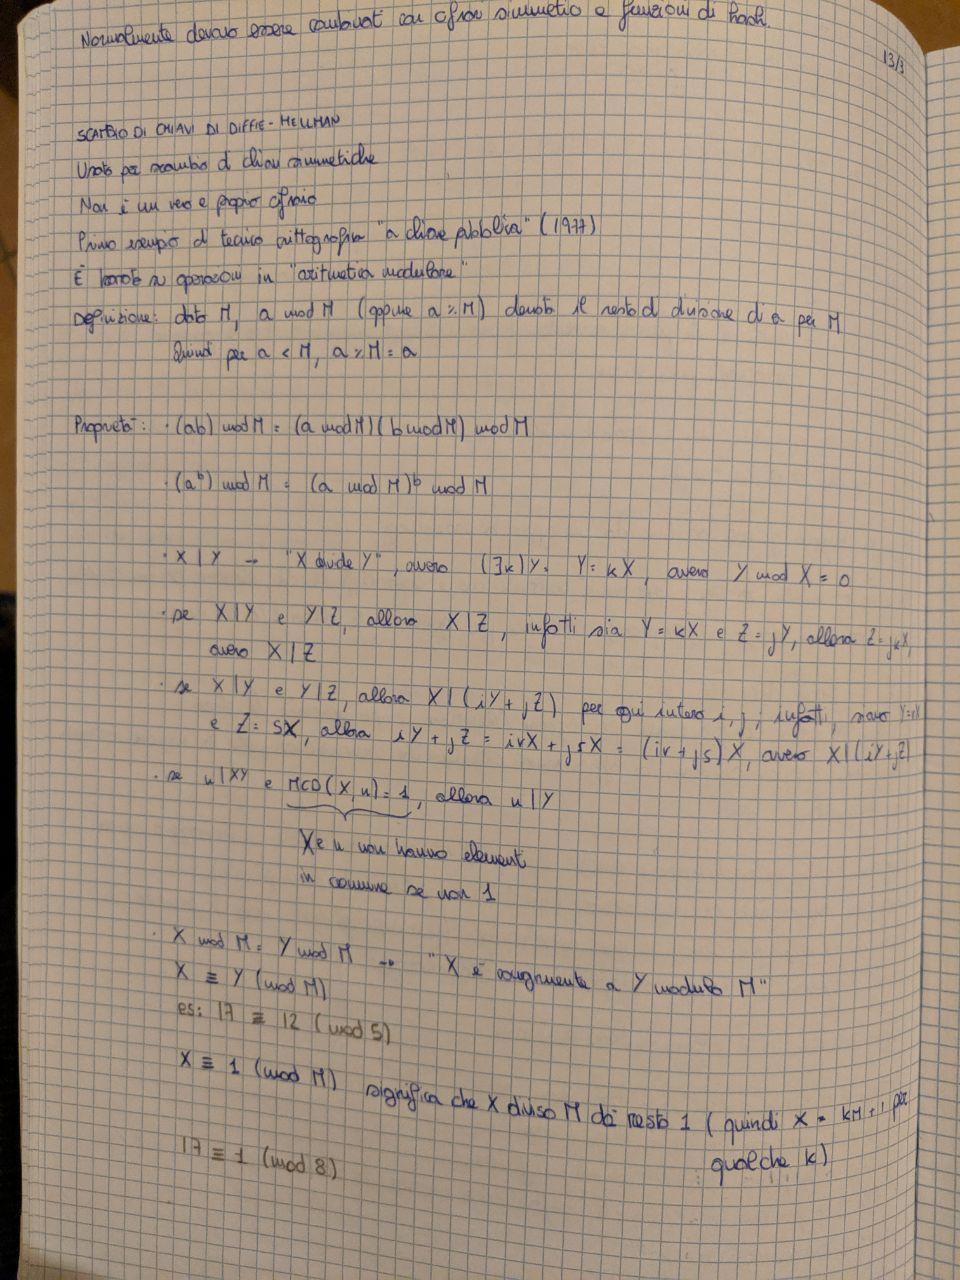 Normalmente devono essere combinati con cifrari simmetrici e funzioni di hash.
13/3
SCAMBIO DI CHIAVI DI DIFFIE-HELLMAN
Usato per scambio di chiavi simmetriche
Non è un vero e proprio cifrario
Primo esempio di tecnica crittografica "a chiave pubblica" (1977)
È basato su operazioni in "aritmetica modulare"
Definizione: dato M, a mod M (oppure a % M) denota il resto di divisione di a per M
Quindi per a < M, a % M = a
Proprietà: · (ab) mod M = (a mod M)(b mod M) mod M
· (a^b) mod M = (a mod M)^b mod M
· X | Y → "X divide Y", ovvero (∃k) Y = kX, ovvero Y mod X = 0
· se X|Y e Y|Z, allora X|Z, infatti sia Y = kX e Z = jY, allora Z = jkX,
ovvero X|Z
· se X|Y e Y|Z, allora X|(iY + jZ) per ogni intero i, j; infatti, siano Y=rX
e Z = sX, allora iY + jZ = irX + jsX = (ir + js)X, ovvero X|(iY+jZ)
· se u|XY e MCD(X,u) = 1, allora u|Y
X e u non hanno elementi
in comune se non 1
· X mod M = Y mod M → "X è congruente a Y modulo M"
X ≡ Y (mod M)
es: 17 ≡ 12 (mod 5)
X ≡ 1 (mod M) significa che X diviso M dà resto 1 (quindi X = kM + 1 per
qualche k)
17 ≡ 1 (mod 8)